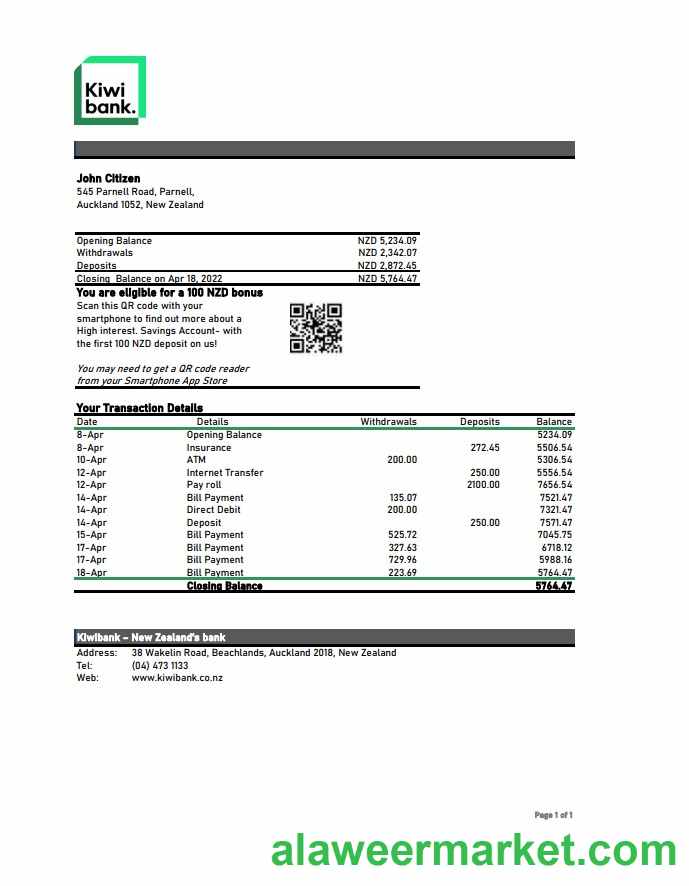 Kiwi
bank.
John Citizen
545 Parnell Road, Parnell,
Auckland 1052, New Zealand
Opening Balance NZD 5,234.09
Withdrawals NZD 2,342.07
Deposits NZD 2,872.45
Closing Balance on Apr 18, 2022 NZD 5,764.47
You are eligible for a 100 NZD bonus
Scan this QR code with your
smartphone to find out more about a
High interest. Savings Account- with
the first 100 NZD deposit on us!
You may need to get a QR code reader
from your Smartphone App Store
Your Transaction Details
Date Details Withdrawals Deposits Balance
8-Apr Opening Balance 5234.09
8-Apr Insurance 272.45 5506.54
10-Apr ATM 200.00 5306.54
12-Apr Internet Transfer 250.00 5556.54
12-Apr Pay roll 2100.00 7656.54
14-Apr Bill Payment 135.07 7521.47
14-Apr Direct Debit 200.00 7321.47
14-Apr Deposit 250.00 7571.47
15-Apr Bill Payment 525.72 7045.75
17-Apr Bill Payment 327.63 6718.12
17-Apr Bill Payment 729.96 5988.16
18-Apr Bill Payment 223.69 5764.47
Closing Balance 5764.47
Kiwibank – New Zealand's bank
Address: 38 Wakelin Road, Beachlands, Auckland 2018, New Zealand
Tel: (04) 473 1133
Web: www.kiwibank.co.nz
Page 1 of 1
alaweermarket.com